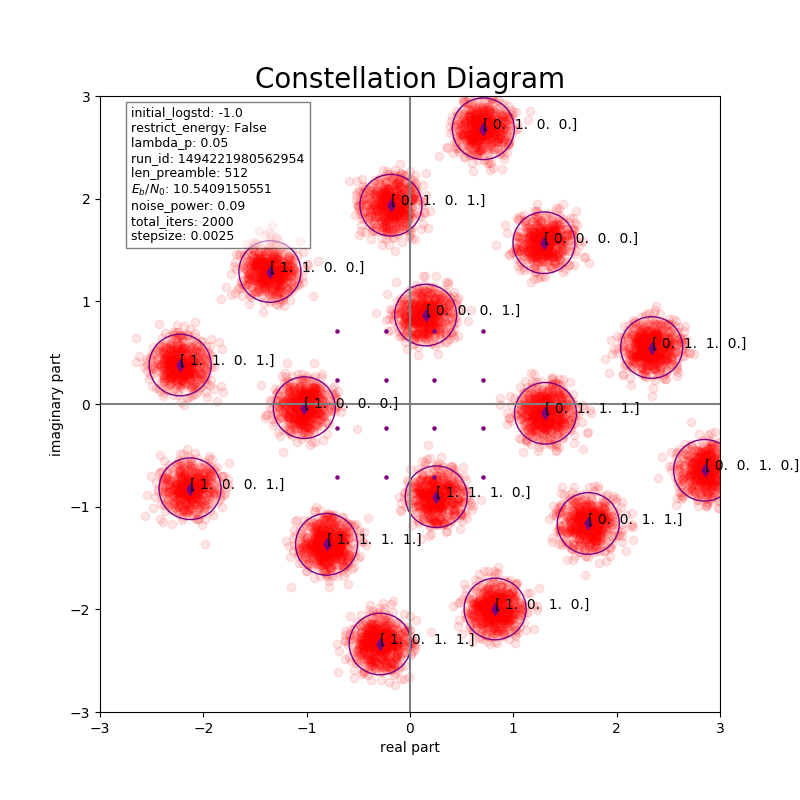 Constellation Diagram
initial_logstd: -1.0
restrict_energy: False
lambda_p: 0.05
run_id: 1494221980562954
len_preamble: 512
E_b/N_0: 10.5409150551
noise_power: 0.09
total_iters: 2000
stepsize: 0.0025
[ 0. 1. 0. 0.]
[ 0. 1. 0. 1.]
[ 0. 0. 0. 0.]
[ 1. 1. 0. 0.]
[ 0. 0. 0. 1.]
[ 0. 1. 1. 0.]
[ 1. 1. 0. 1.]
[ 1. 0. 0. 0.]
[ 0. 1. 1. 1.]
[ 0. 0. 1. 0.]
[ 1. 0. 0. 1.]
[ 1. 1. 1. 0.]
[ 0. 0. 1. 1.]
[ 1. 1. 1. 1.]
[ 1. 0. 1. 0.]
[ 1. 0. 1. 1.]
3
2
1
0
−1
−2
−3
imaginary part
−3 −2 −1 0 1 2 3
real part